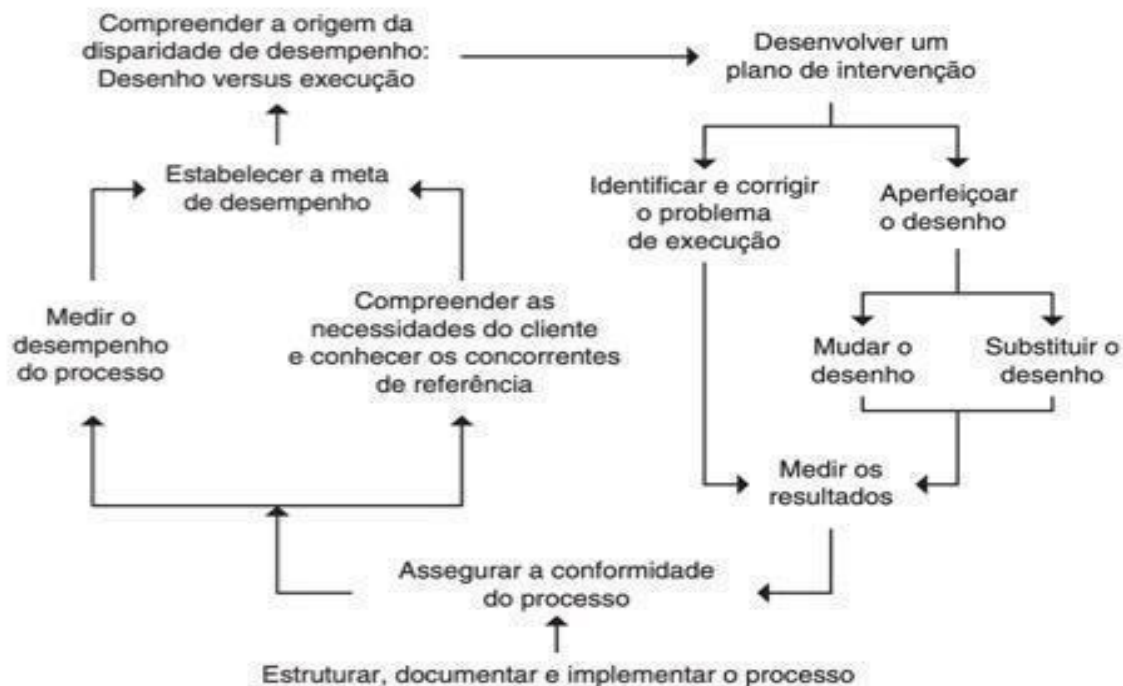 Compreender a origem da
disparidade de desempenho:
Desenho versus execução
Desenvolver um
plano de intervenção
Estabelecer a meta
de desempenho
Identificar e corrigir
o problema
de execução
Aperfeiçoar
o desenho
Medir o
desempenho
do processo
Compreender as
necessidades do cliente
e conhecer os concorrentes
de referência
Mudar o
desenho
Substituir o
desenho
Medir os
resultados
Assegurar a conformidade
do processo
Estruturar, documentar e implementar o processo